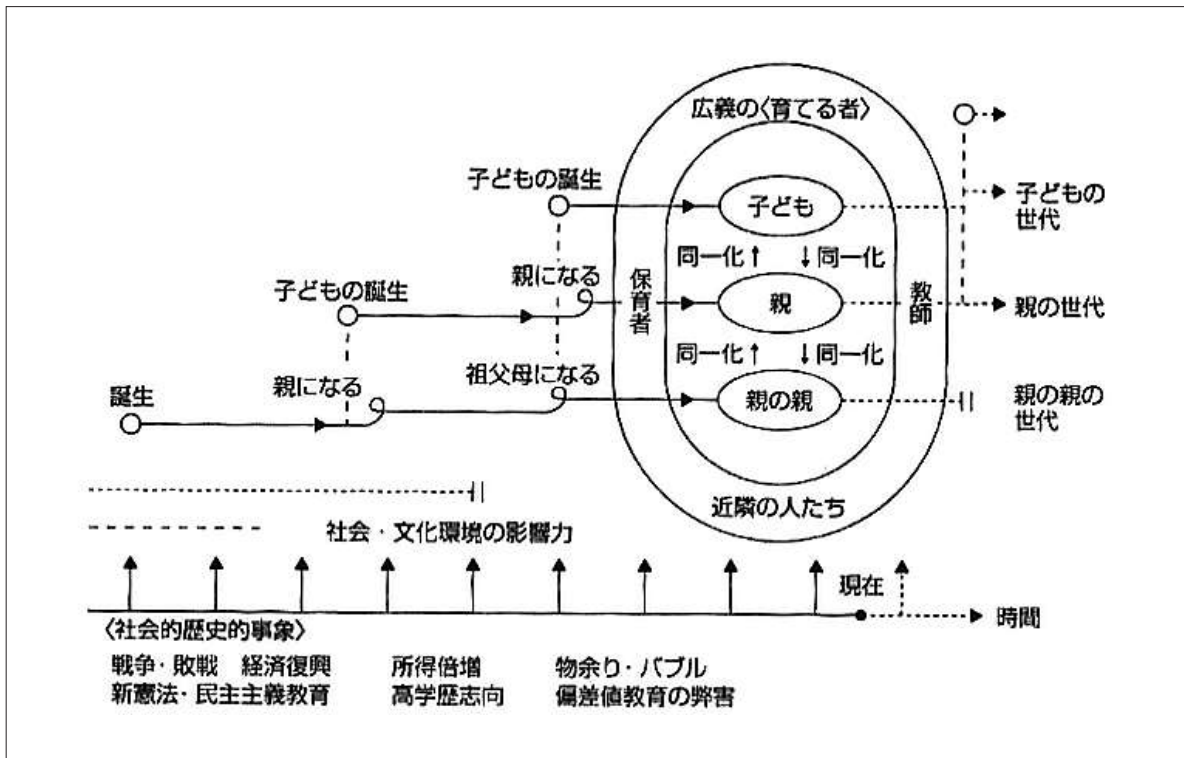 広義の〈育てる者〉
子どもの誕生
子ども
子どもの
世代
同一化↑ ↓同一化
親になる
保育者
教師
子どもの誕生
親
親の世代
同一化↑ ↓同一化
祖父母になる
親になる
誕生
親の親
親の親の
世代
近隣の人たち
社会・文化環境の影響力
現在
時間
〈社会的歴史的事象〉
戦争・敗戦 経済復興 所得倍増 物余り・バブル
新憲法・民主主義教育 高学歴志向 偏差値教育の弊害